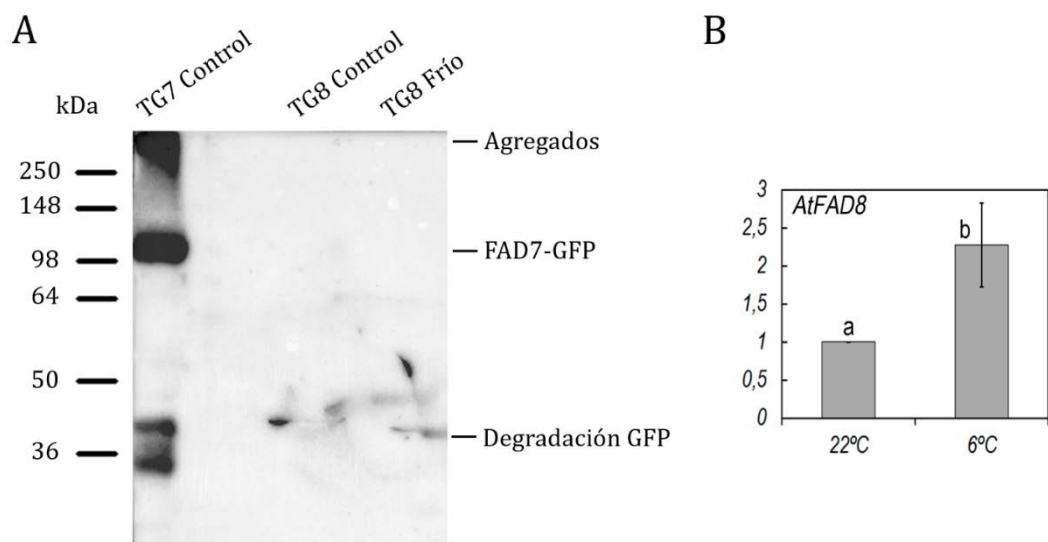 A
kDa
TG7 Control
TG8 Control
TG8 Frío
250
148
98
64
50
36
Agregados
FAD7-GFP
Degradación GFP
B
AtFAD8
3
2,5
2
1,5
1
0,5
0
a
b
22ºC
6ºC